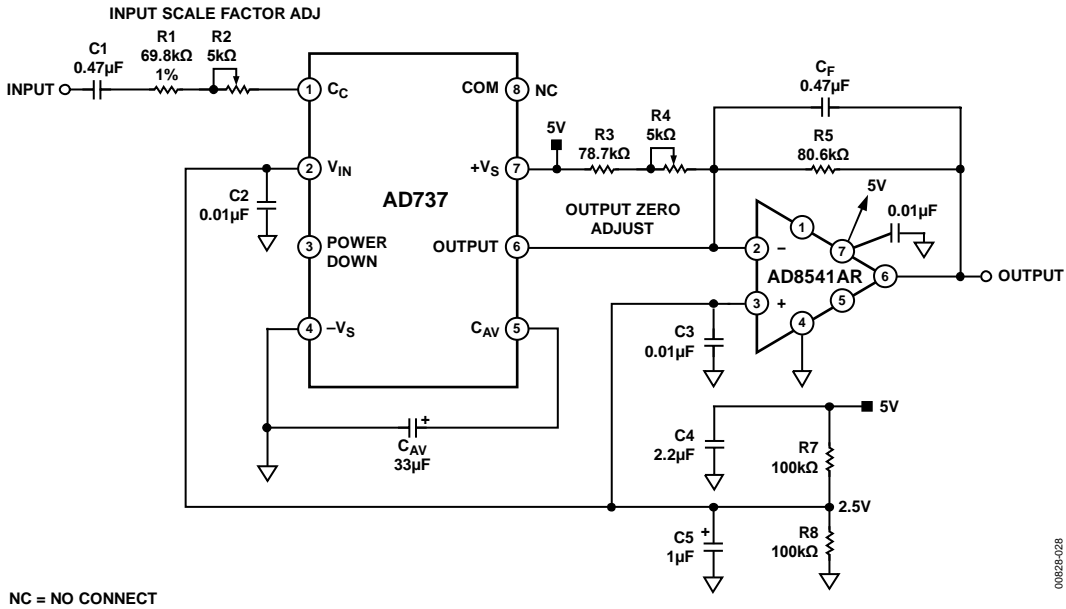 INPUT SCALE FACTOR ADJ
C1
0.47µF
R1
69.8kΩ
1%
R2
5kΩ
INPUT
1
CC
COM
8
NC
CF
0.47µF
5V
R3
78.7kΩ
R4
5kΩ
R5
80.6kΩ
2
VIN
+VS
7
C2
0.01µF
AD737
OUTPUT ZERO
ADJUST
5V
0.01µF
3
POWER
DOWN
OUTPUT
6
1
2
−
7
AD8541AR
6
OUTPUT
3
+
5
4
4
−VS
CAV
5
C3
0.01µF
+
CAV
33µF
5V
C4
2.2µF
R7
100kΩ
2.5V
C5
+
1µF
R8
100kΩ
00828-028
NC = NO CONNECT